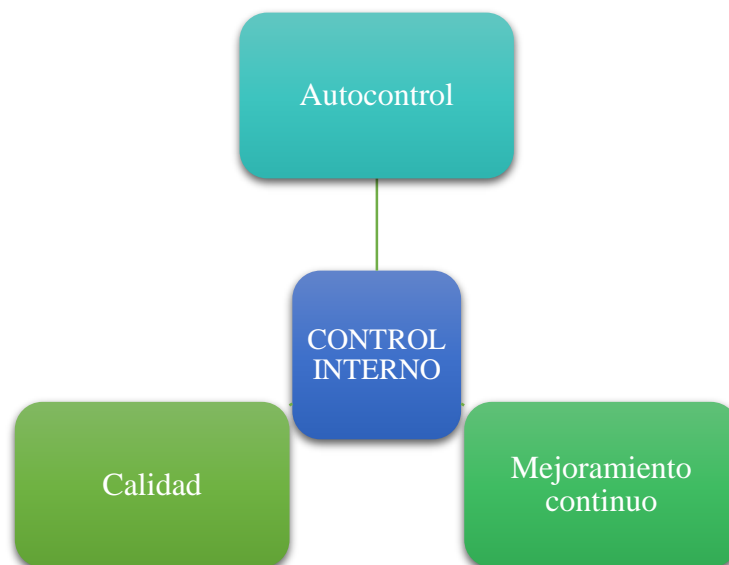 Autocontrol
CONTROL
INTERNO
Calidad
Mejoramiento
continuo